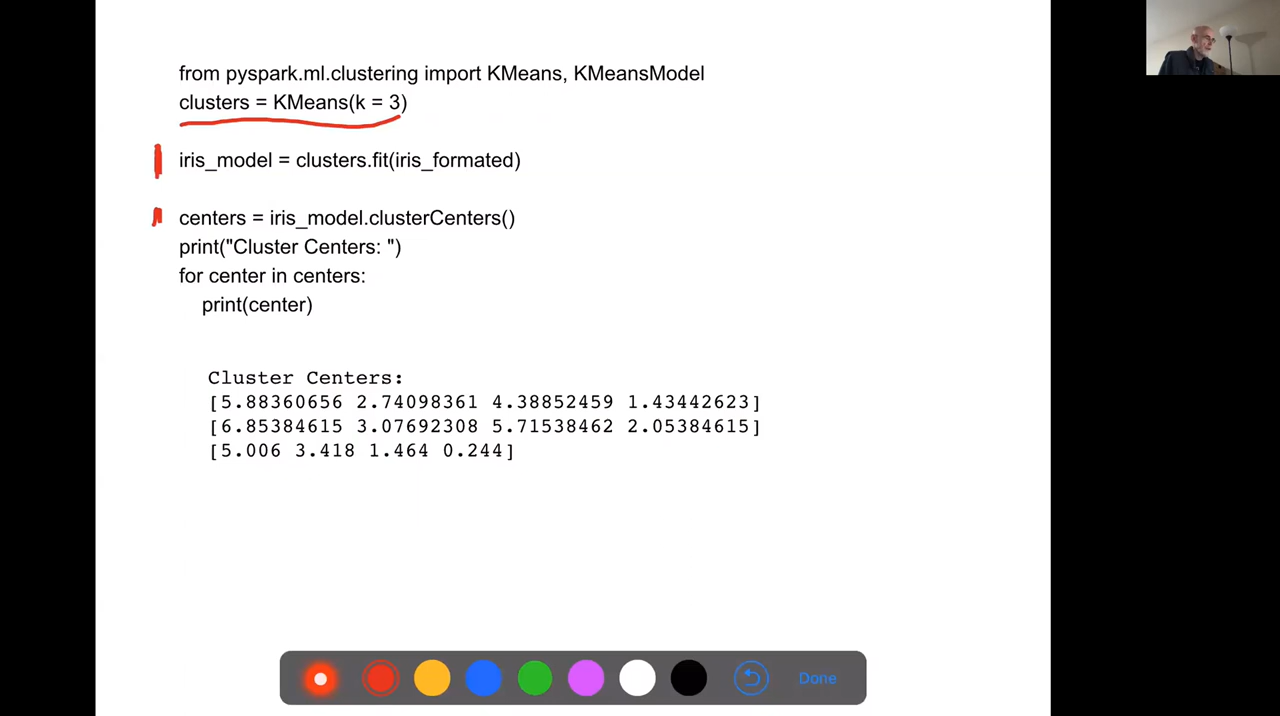 from pyspark.ml.clustering import KMeans, KMeansModel
clusters = KMeans(k = 3)
iris_model = clusters.fit(iris_formated)
centers = iris_model.clusterCenters()
print("Cluster Centers: ")
for center in centers:
print(center)
Cluster Centers:
[5.88360656 2.74098361 4.38852459 1.43442623]
[6.85384615 3.07692308 5.71538462 2.05384615]
[5.006 3.418 1.464 0.244]
Done